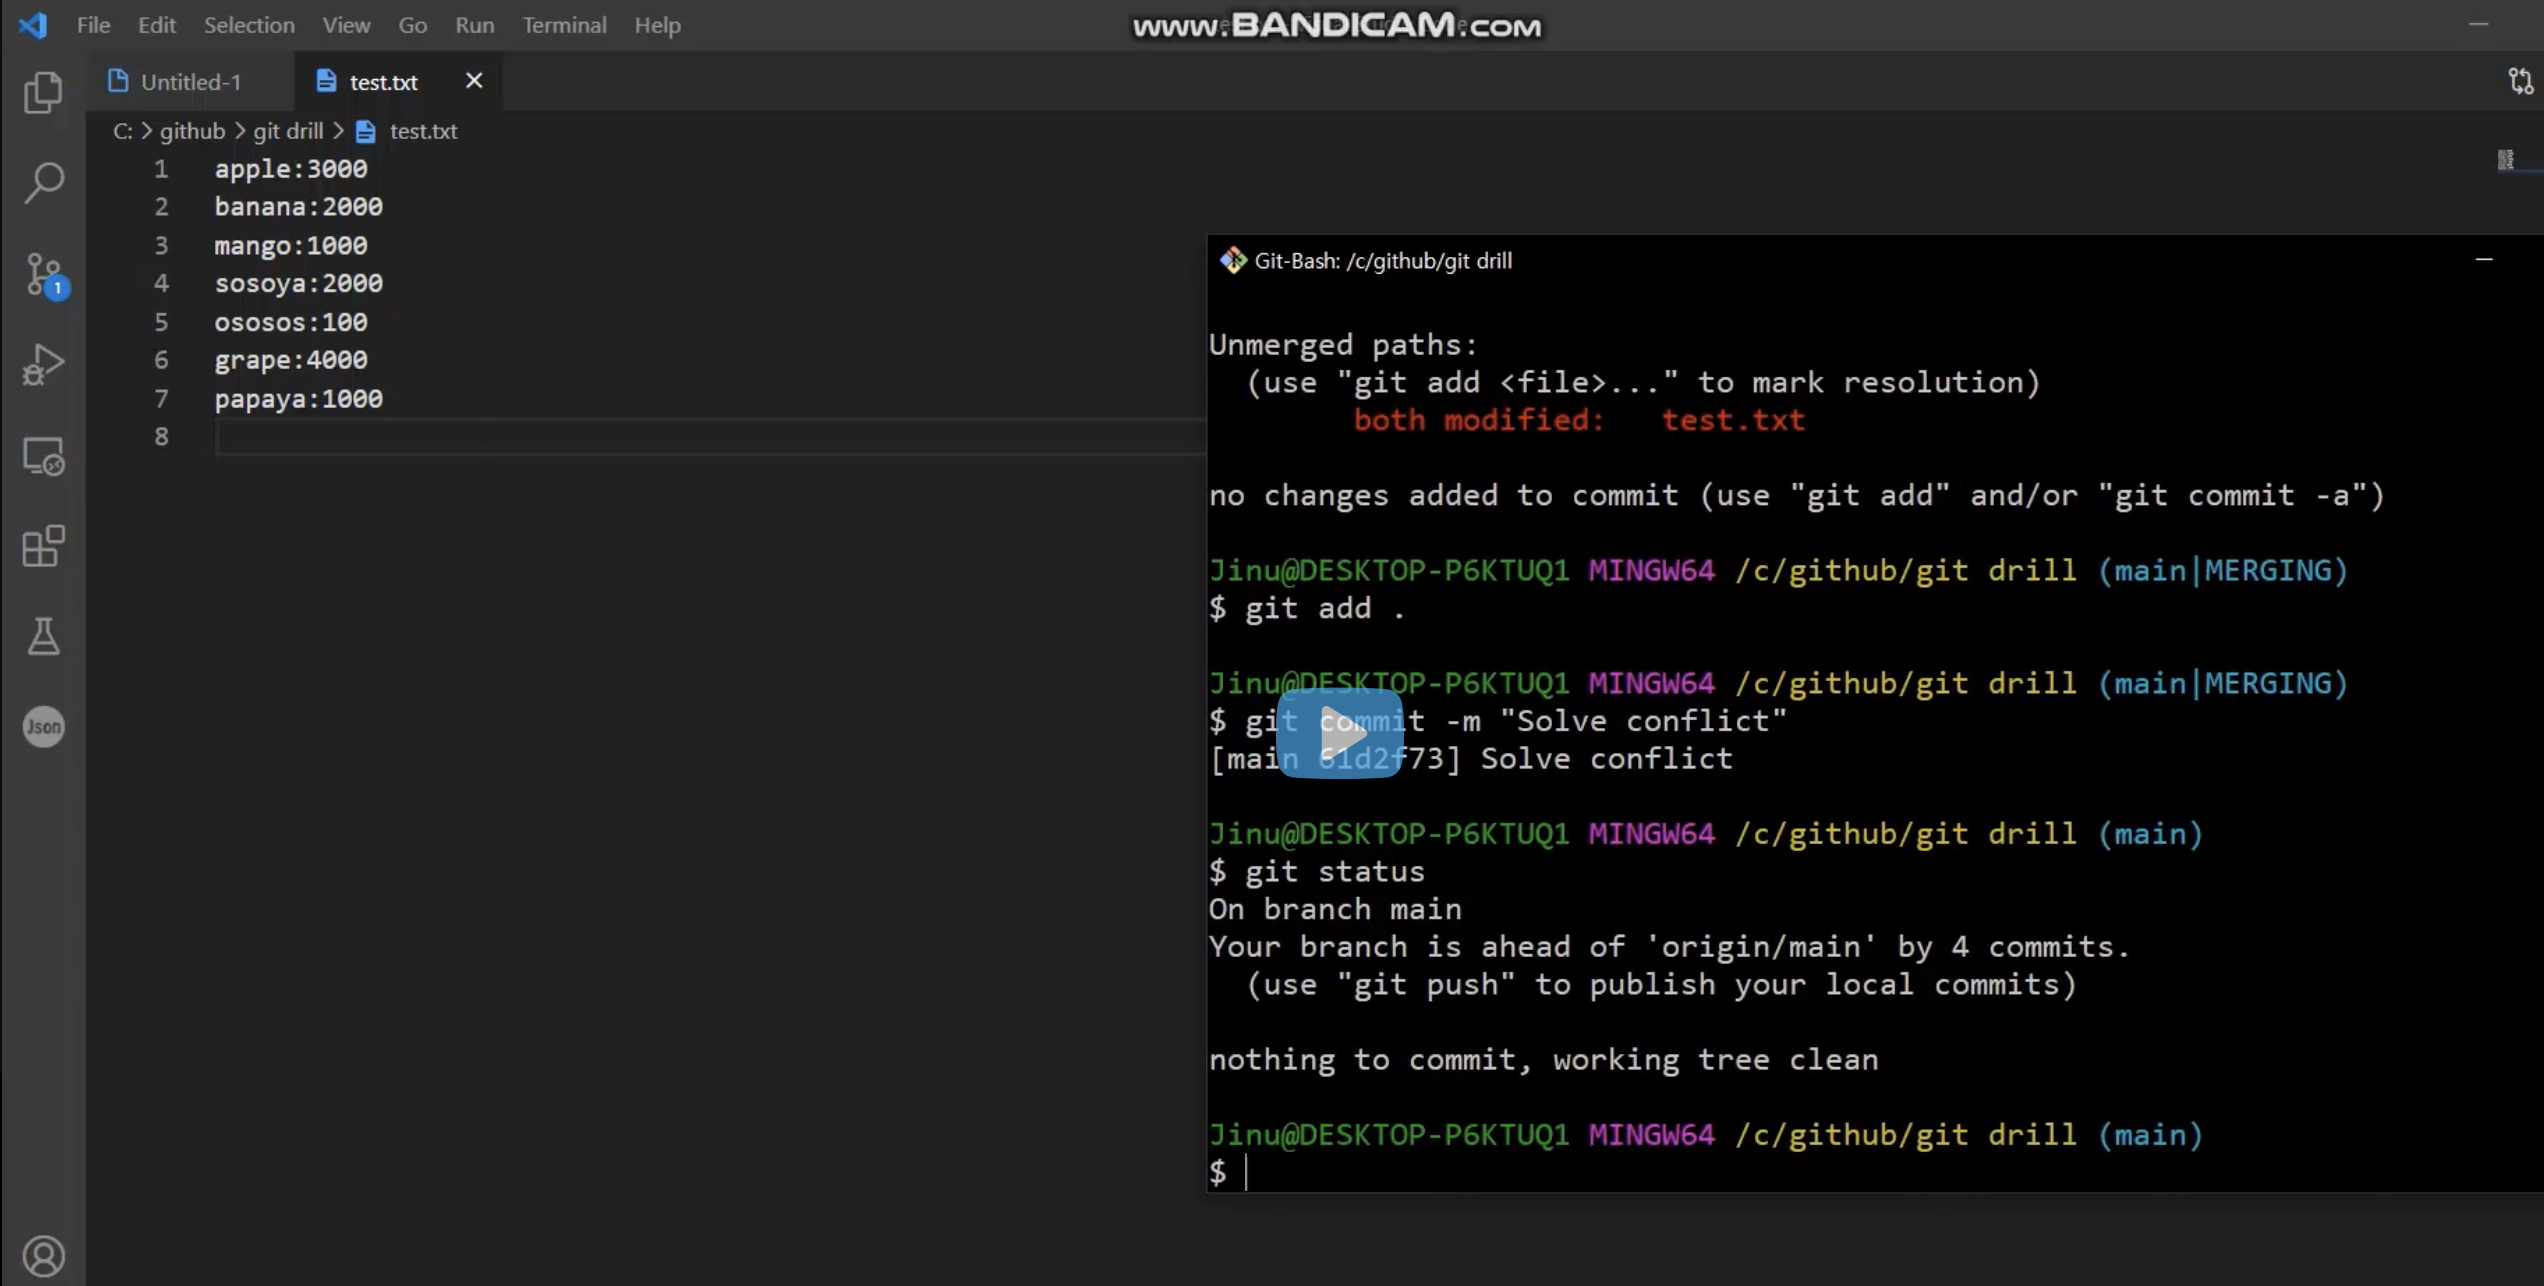 File Edit Selection View Go Run Terminal Help
www.BANDICAM.com
Untitled-1
test.txt
C: > github > git drill > test.txt
1 apple:3000
2 banana:2000
3 mango:1000
4 sosoya:2000
5 ososos:100
6 grape:4000
7 papaya:1000
8
1
Json
Git-Bash: /c/github/git drill
Unmerged paths:
(use "git add <file>..." to mark resolution)
both modified: test.txt
no changes added to commit (use "git add" and/or "git commit -a")
Jinu@DESKTOP-P6KTUQ1 MINGW64 /c/github/git drill (main|MERGING)
$ git add .
Jinu@DESKTOP-P6KTUQ1 MINGW64 /c/github/git drill (main|MERGING)
$ git commit -m "Solve conflict"
[main 61d2f73] Solve conflict
Jinu@DESKTOP-P6KTUQ1 MINGW64 /c/github/git drill (main)
$ git status
On branch main
Your branch is ahead of 'origin/main' by 4 commits.
(use "git push" to publish your local commits)
nothing to commit, working tree clean
Jinu@DESKTOP-P6KTUQ1 MINGW64 /c/github/git drill (main)
$